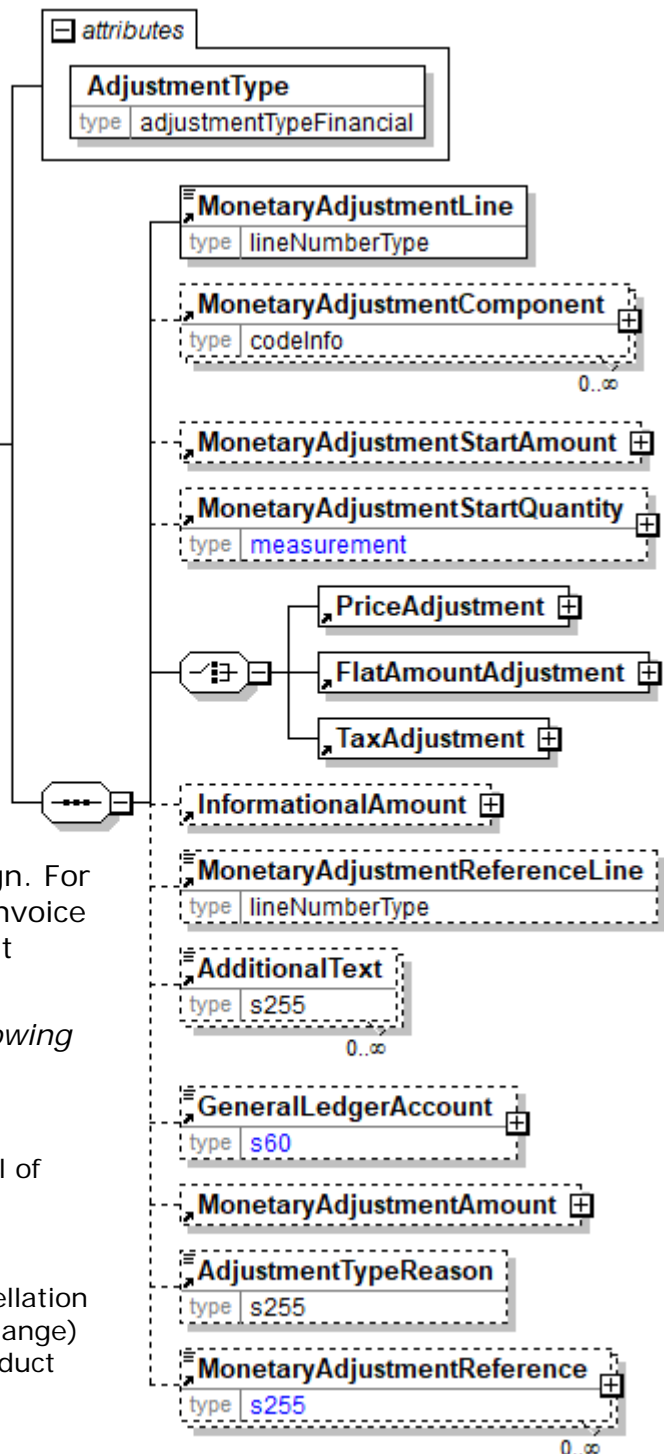 attributes
AdjustmentType
type adjustmentTypeFinancial
MonetaryAdjustmentLine
type lineNumberType
MonetaryAdjustmentComponent
type codeInfo
0..∞
MonetaryAdjustmentStartAmount
MonetaryAdjustmentStartQuantity
type measurement
PriceAdjustment
FlatAmountAdjustment
TaxAdjustment
InformationalAmount
MonetaryAdjustmentReferenceLine
type lineNumberType
AdditionalText
type s255
0..∞
GeneralLedgerAccount
type s60
MonetaryAdjustmentAmount
AdjustmentTypeReason
type s255
MonetaryAdjustmentReference
type s255
0..∞
gn. For
nvoice
t
owing
l of
ellation
ange)
duct